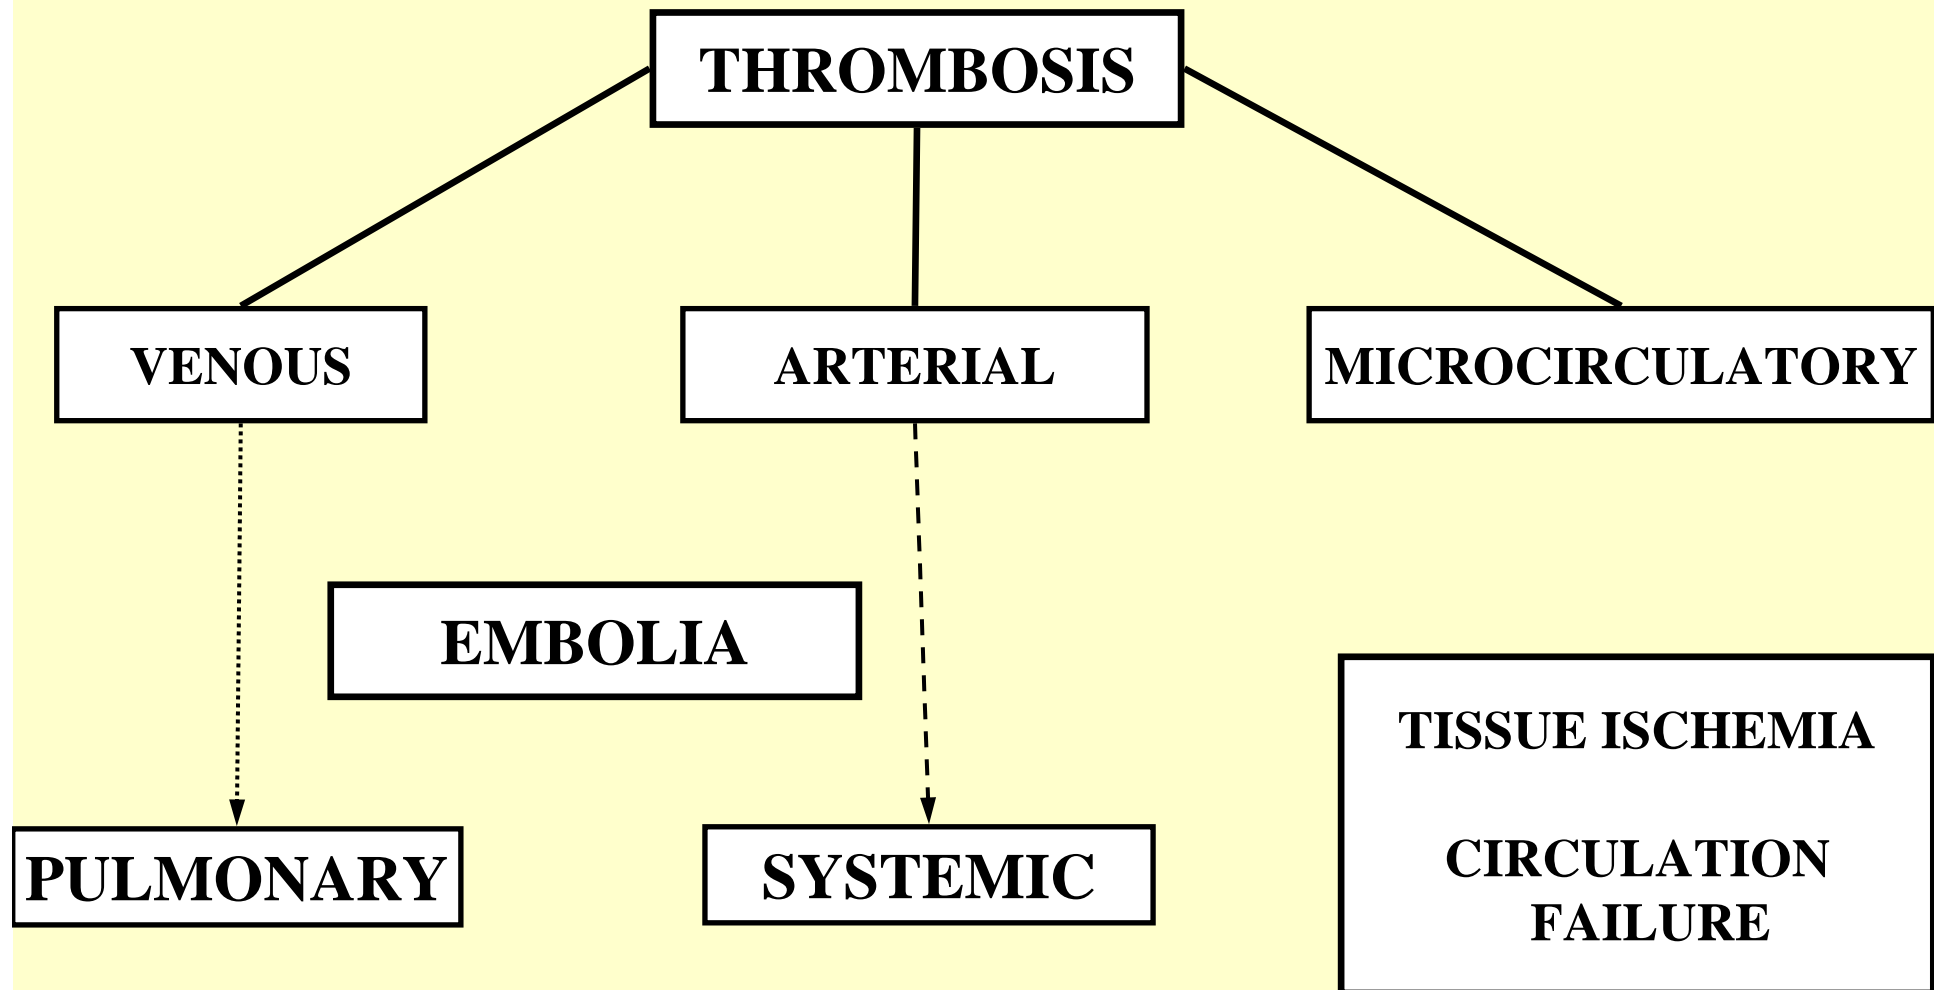 THROMBOSIS
VENOUS
ARTERIAL
MICROCIRCULATORY
EMBOLIA
TISSUE ISCHEMIA
CIRCULATION
FAILURE
PULMONARY
SYSTEMIC